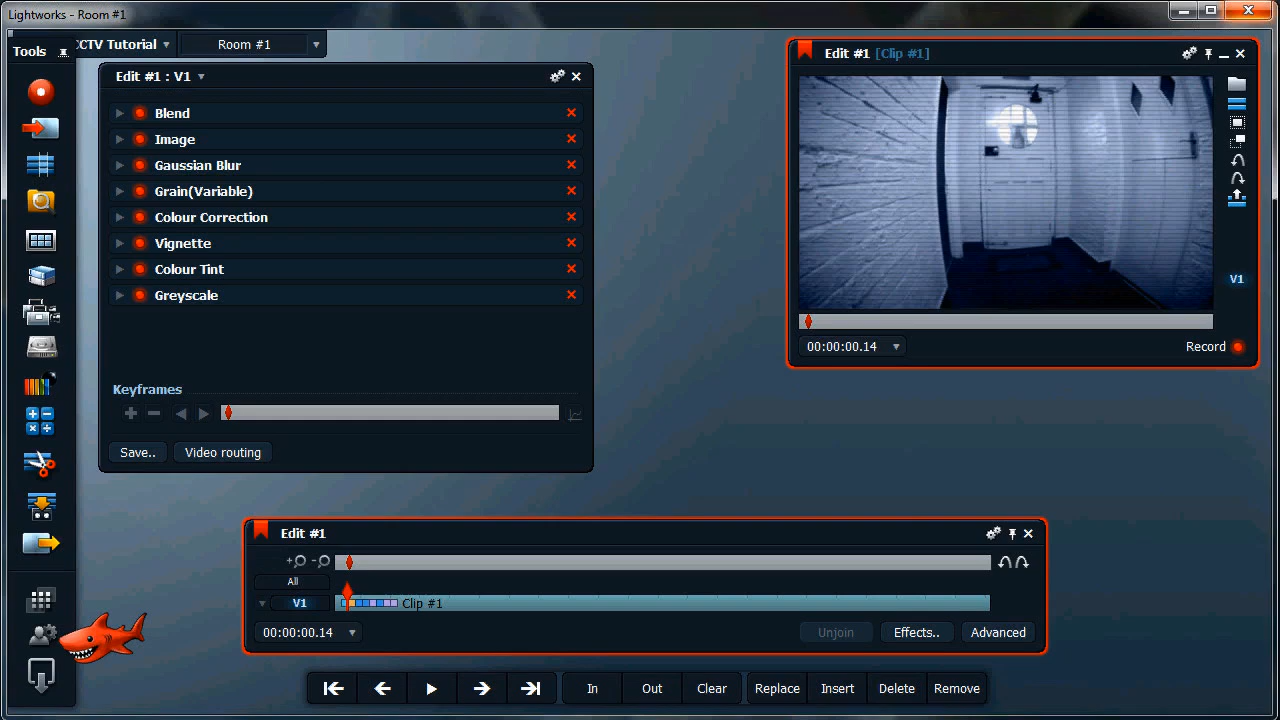 Lightworks - Room #1
Tools
CCTV Tutorial
Room #1
Edit #1 : V1
Blend
Image
Gaussian Blur
Grain(Variable)
Colour Correction
Vignette
Colour Tint
Greyscale
Keyframes
Save..
Video routing
Edit #1 [Clip #1]
V1
00:00:00.14
Record
Edit #1
All
V1
Clip #1
00:00:00.14
Unjoin
Effects..
Advanced
In
Out
Clear
Replace
Insert
Delete
Remove